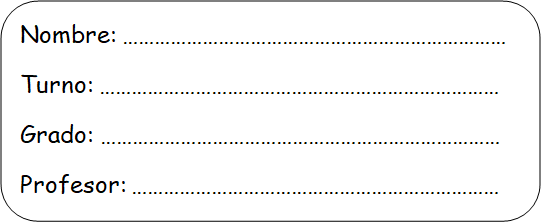 Nombre: ................................................................
Turno: ...................................................................
Grado: ...................................................................
Profesor: ..............................................................